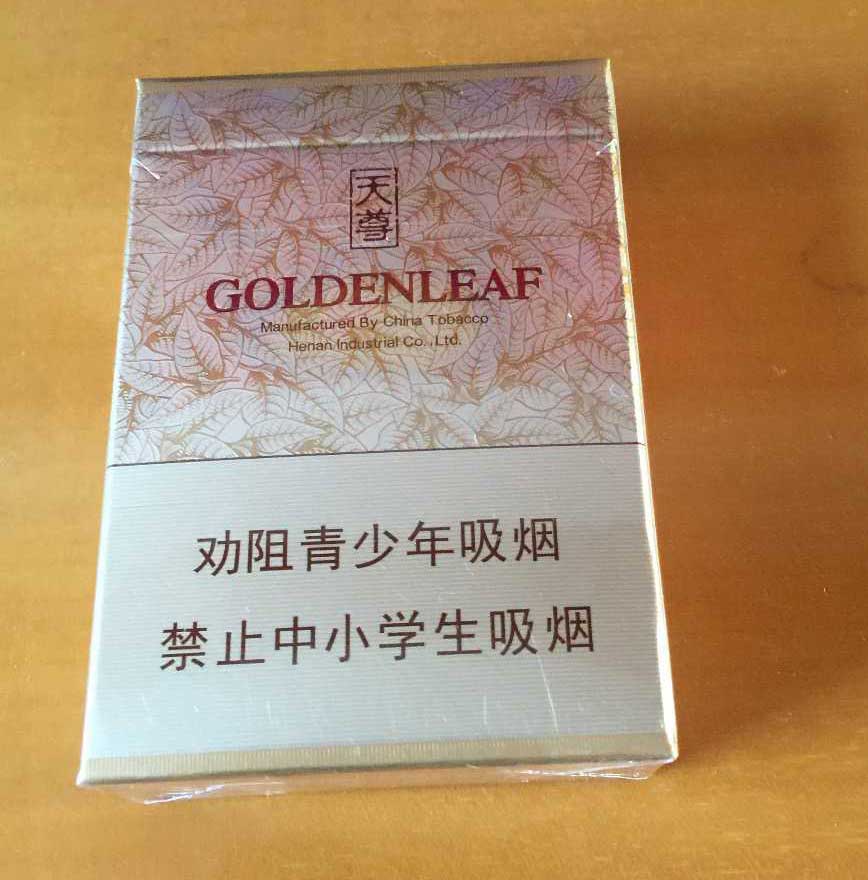 天尊
GOLDENLEAF
Manufactured By China Tobacco
Henan Industrial Co.,Ltd.
劝阻青少年吸烟
禁止中小学生吸烟